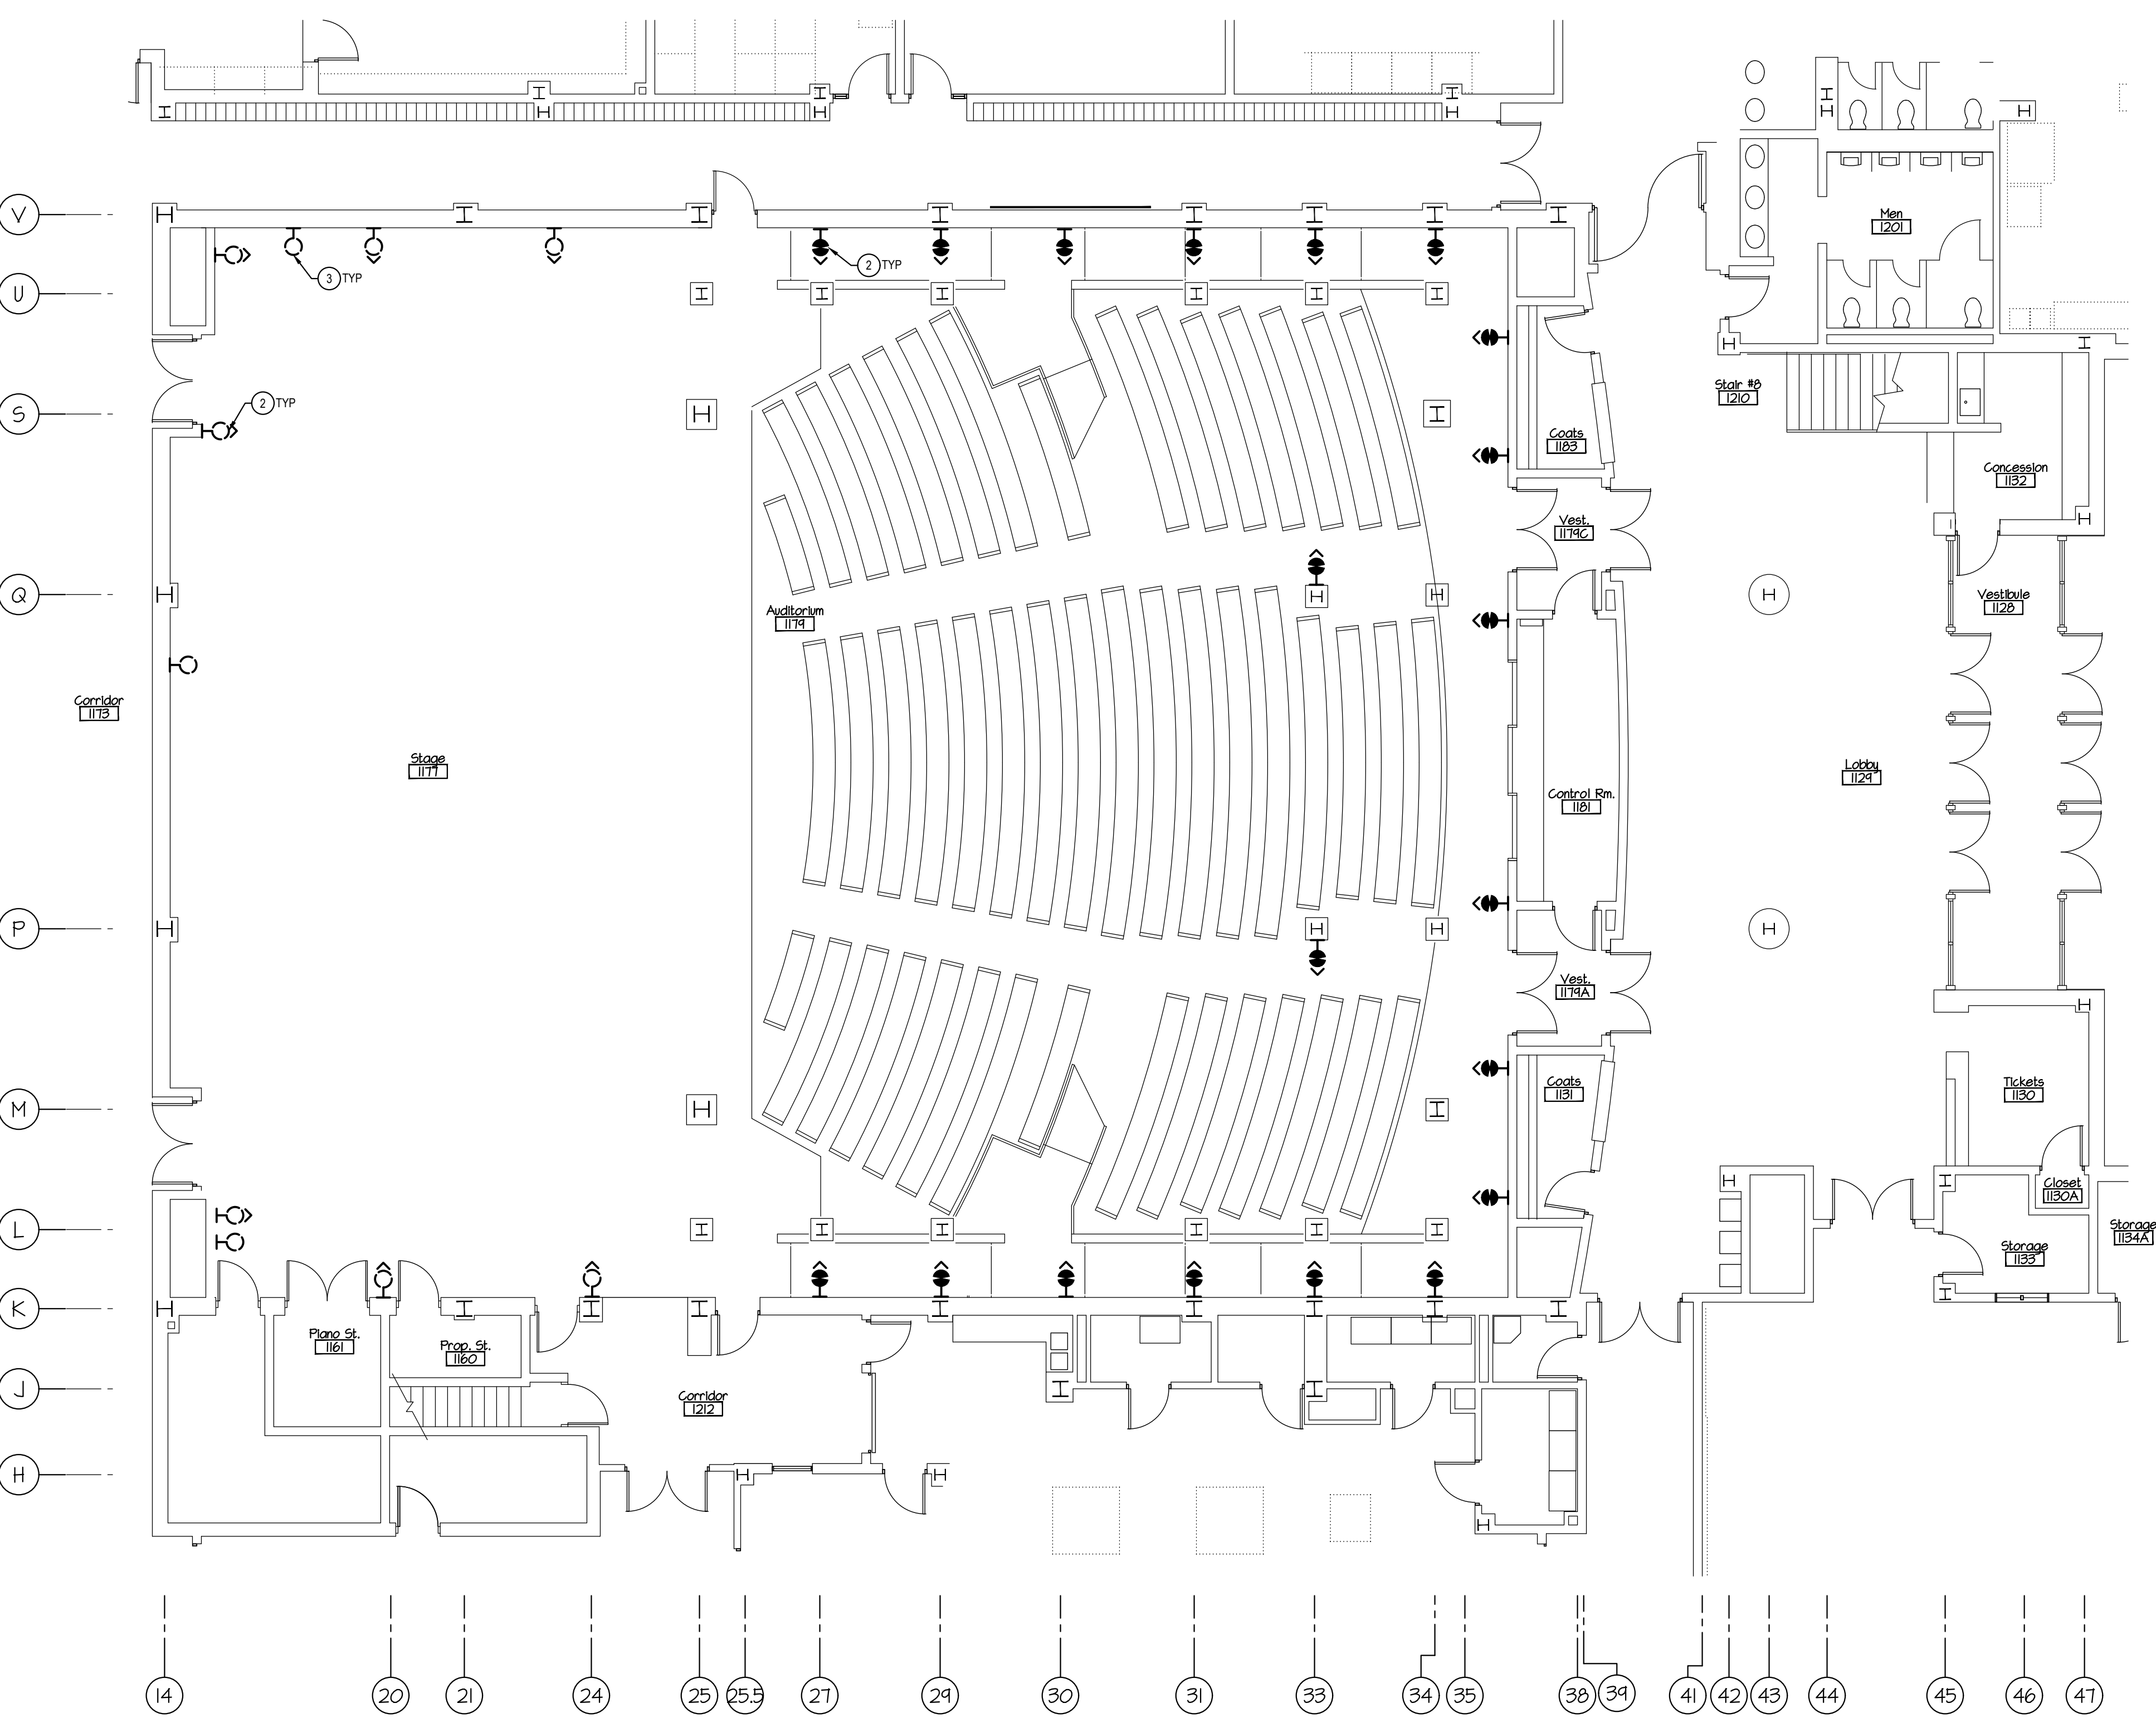 V
Men
1201
2 TYP
3 TYP
U
Stair #8
1210
2 TYP
S
Coats
1183
Concession
1132
Vest.
1179C
Q
Vestibule
1128
Auditorium
1179
Corridor
1173
Stage
1177
Lobby
1129
Control Rm.
1181
P
Vest.
1179A
Coats
1131
Tickets
1130
M
Closet
1130A
L
Storage
1134A
Storage
1133
K
Piano St.
1161
Prop. St.
1160
J
Corridor
1212
H
14 20 21 24 25 25.5 27 29 30 31 33 34 35 38 39 41 42 43 44 45 46 47